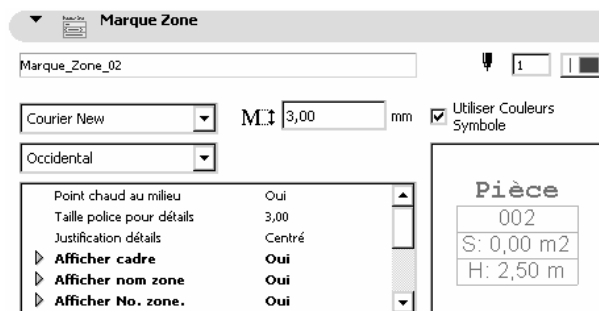 Marque Zone
Marque_Zone_02
1
Courier New
M
3,00
mm
Utiliser Couleurs
Symbole
Occidental
Point chaud au milieu Oui
Taille police pour détails 3,00
Justification détails Centré
Afficher cadre Oui
Afficher nom zone Oui
Afficher No. zone. Oui
Pièce
002
S: 0,00 m2
H: 2,50 m